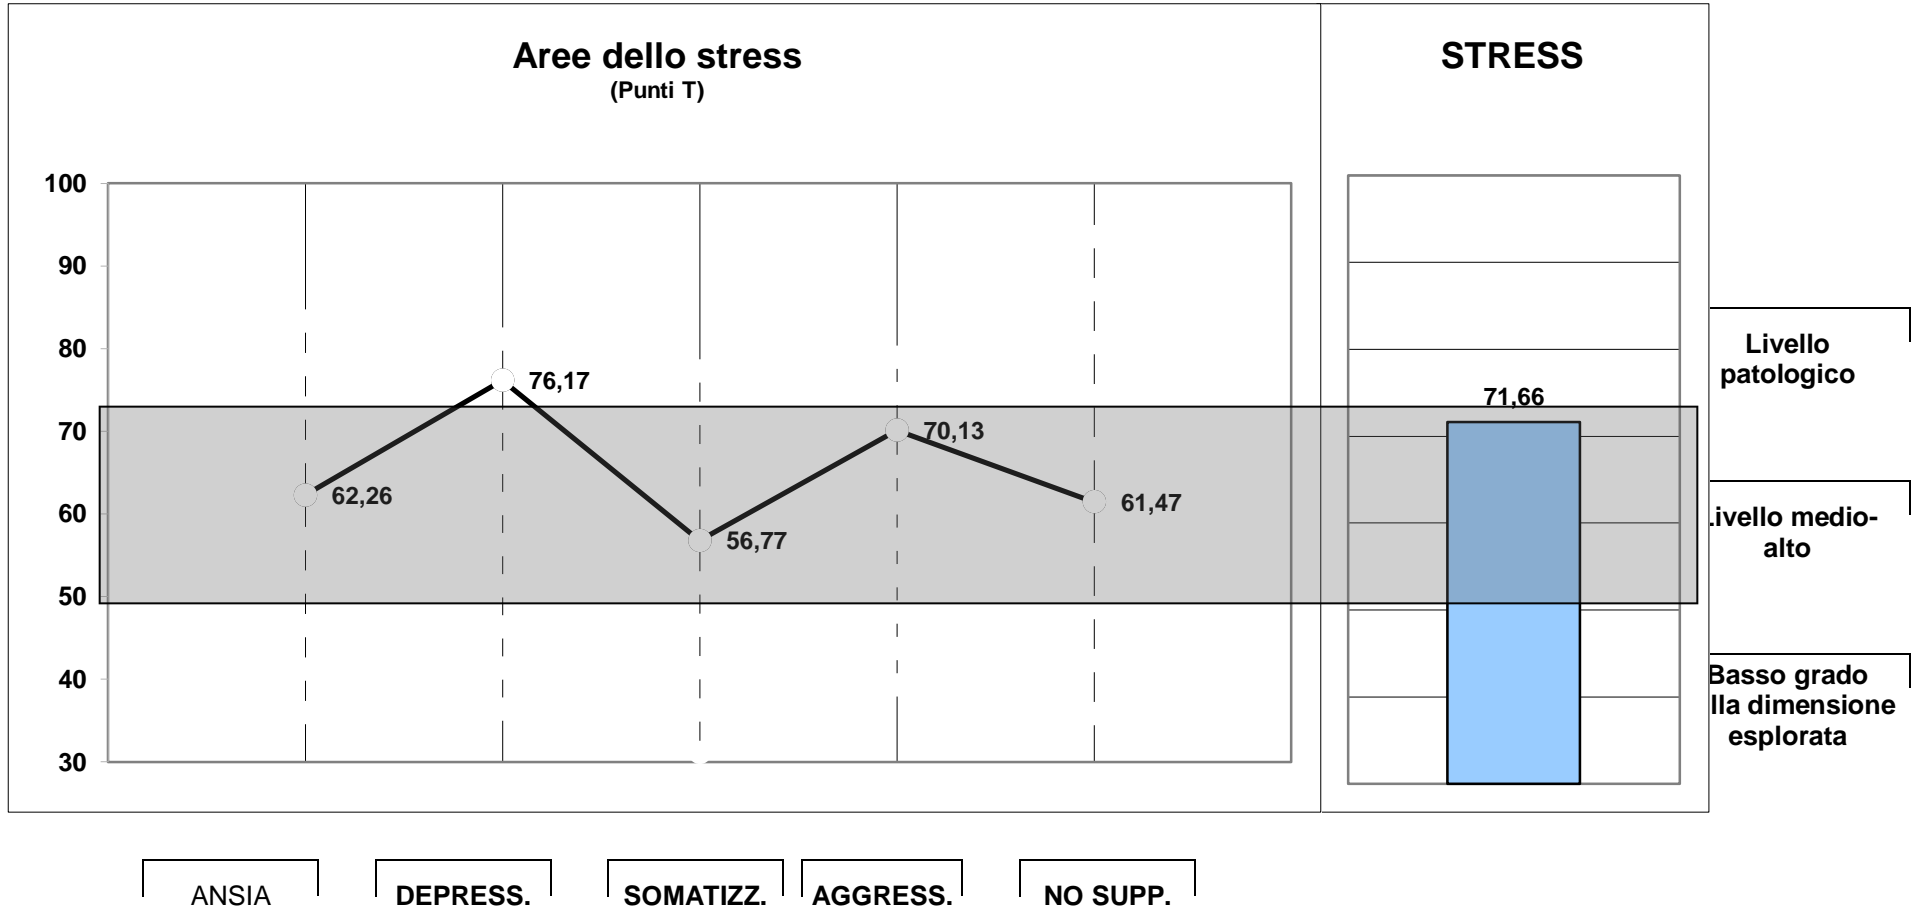 Aree dello stress
(Punti T)
STRESS
100
90
80
70
60
50
40
30
62,26
76,17
56,77
70,13
61,47
71,66
Livello
patologico
Livello medio-
alto
Basso grado
lla dimensione
esplorata
ANSIA
DEPRESS.
SOMATIZZ.
AGGRESS.
NO SUPP.